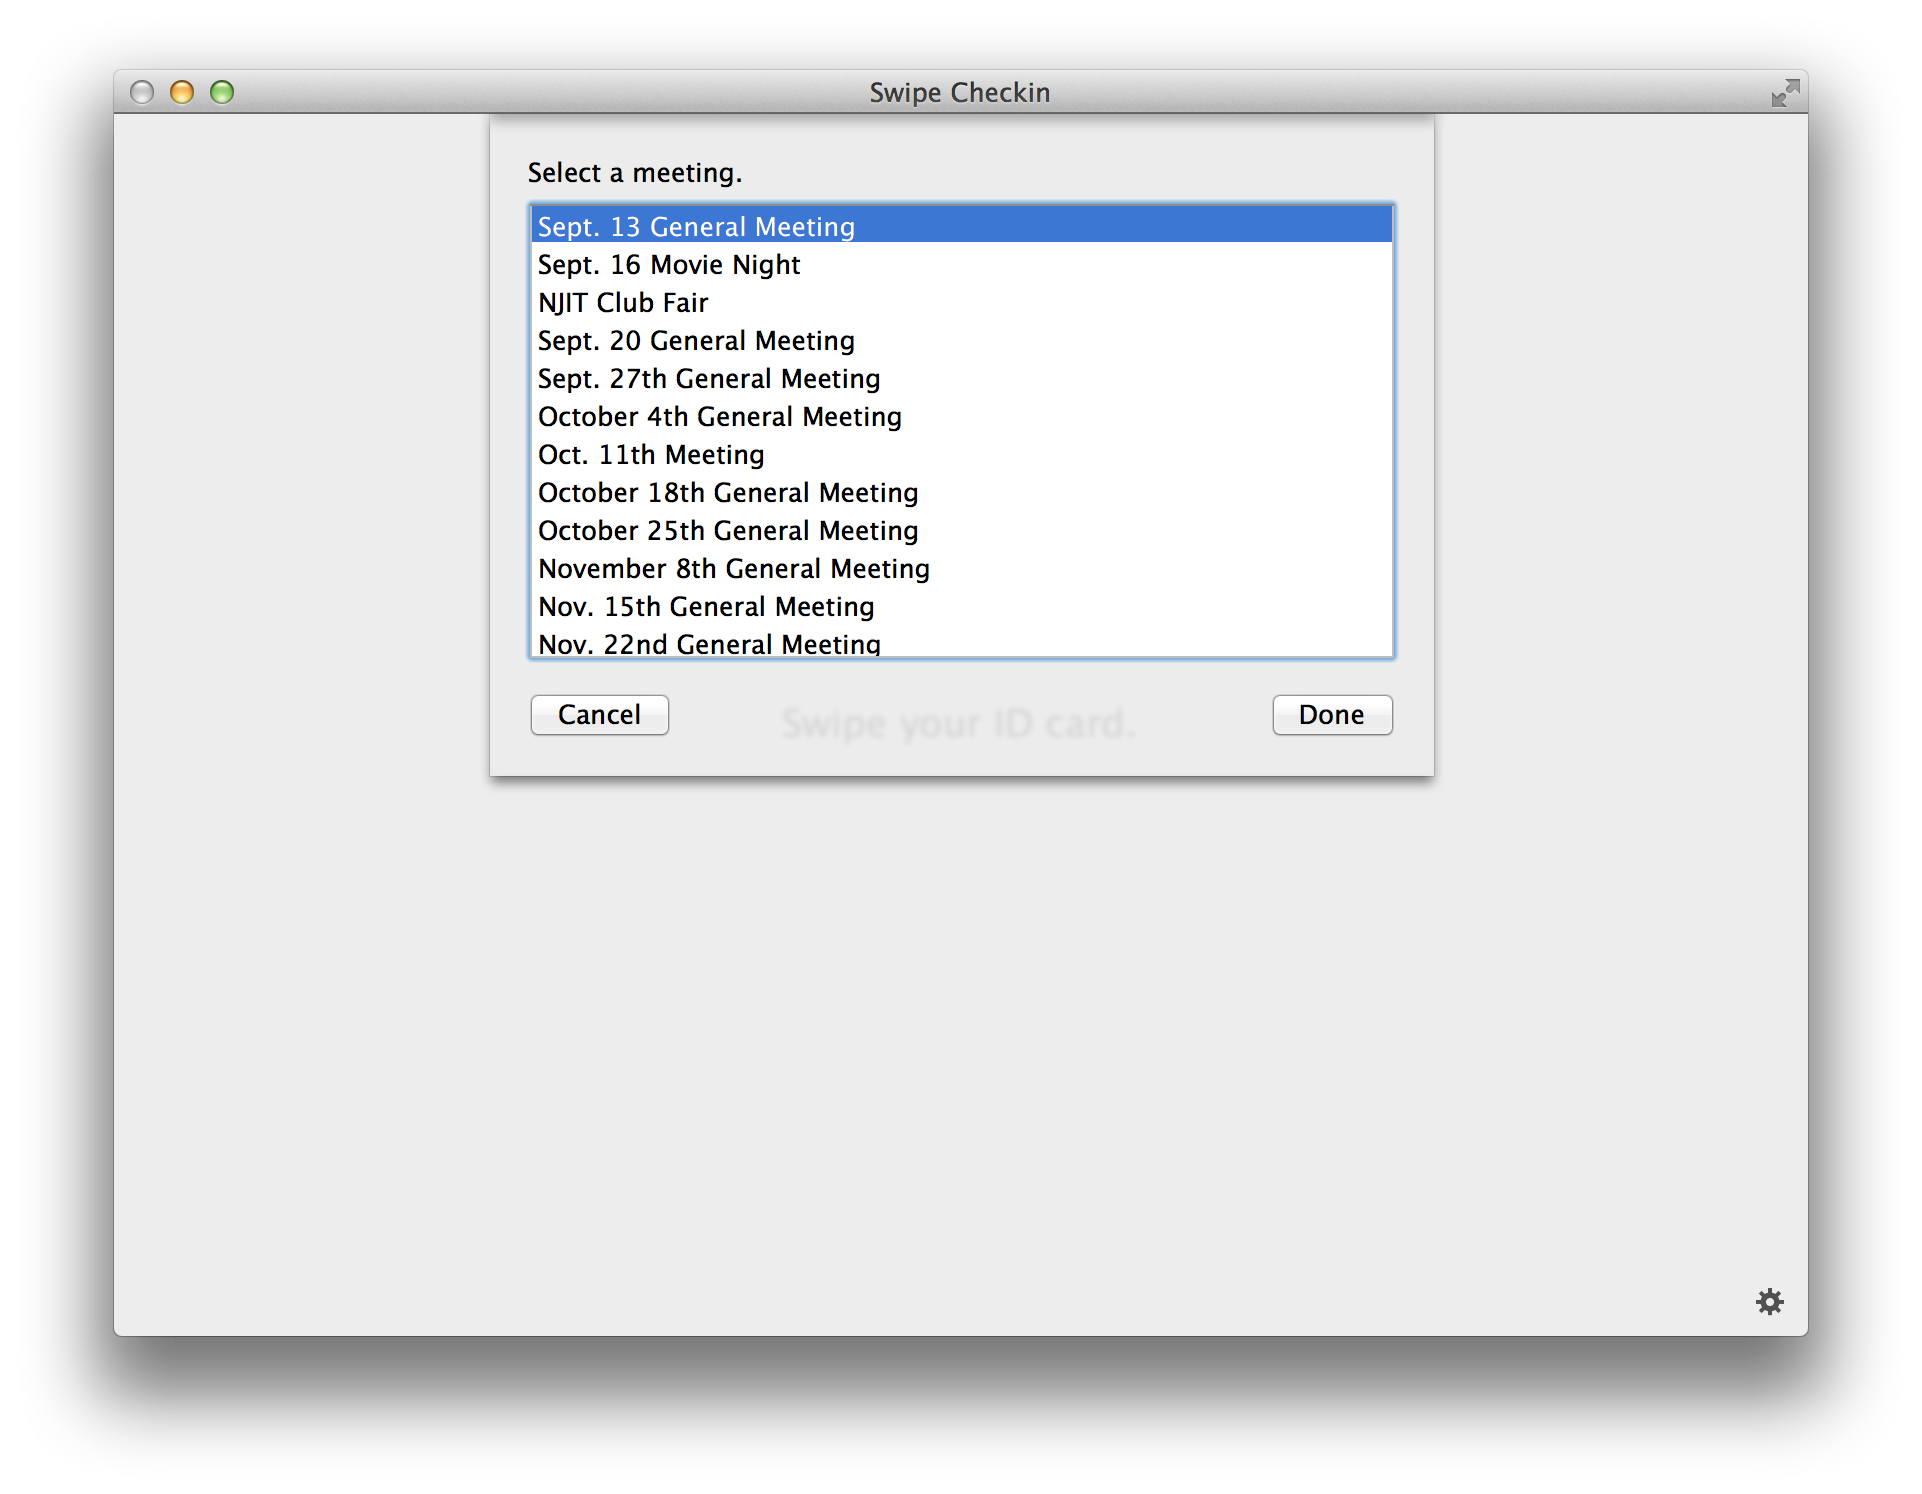 Swipe Checkin
Select a meeting.
Sept. 13 General Meeting
Sept. 16 Movie Night
NJIT Club Fair
Sept. 20 General Meeting
Sept. 27th General Meeting
October 4th General Meeting
Oct. 11th Meeting
October 18th General Meeting
October 25th General Meeting
November 8th General Meeting
Nov. 15th General Meeting
Nov. 22nd General Meeting
Cancel
Swipe your ID card.
Done